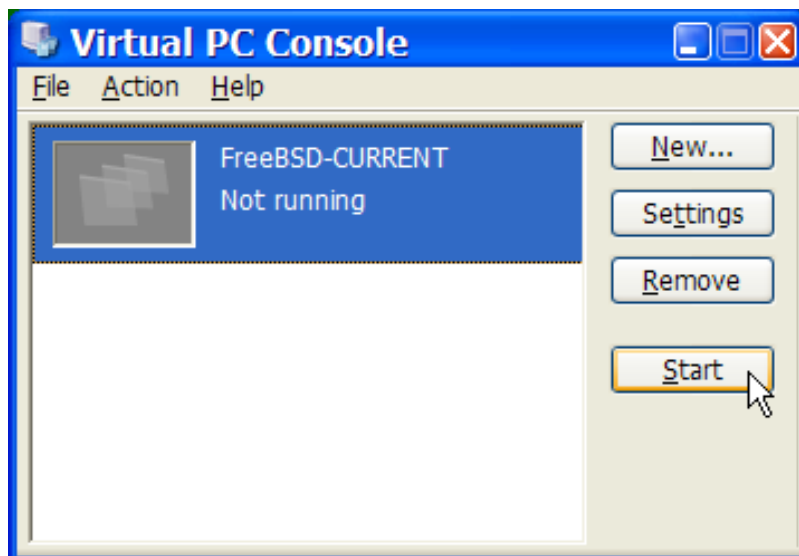 Virtual PC Console
File Action Help
FreeBSD-CURRENT
Not running
New...
Settings
Remove
Start